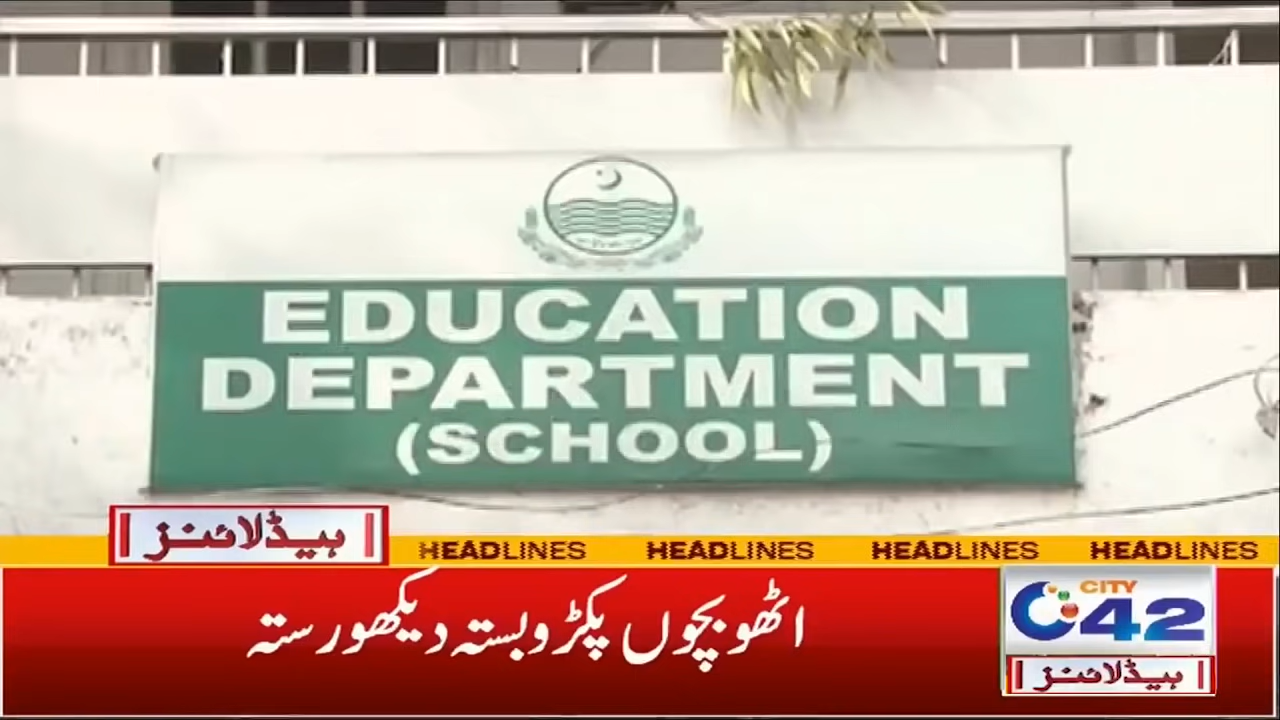 EDUCATION
DEPARTMENT
(SCHOOL)
ہیڈلائنز
HEADLINES HEADLINES HEADLINES HEADLINES
اٹھو بچوں پکڑو بستہ دیکھو رستہ
CITY
42
ہیڈلائنز